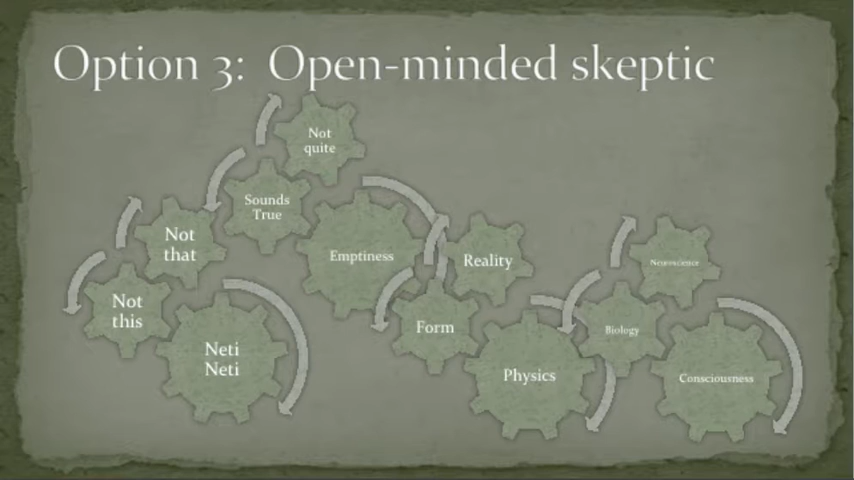 Option 3:  Open-minded skeptic
Not
quite
Sounds
True
Not
that
Not
this
Neti
Neti
Emptiness
Reality
Form
Physics
Neuroscience
Biology
Consciousness